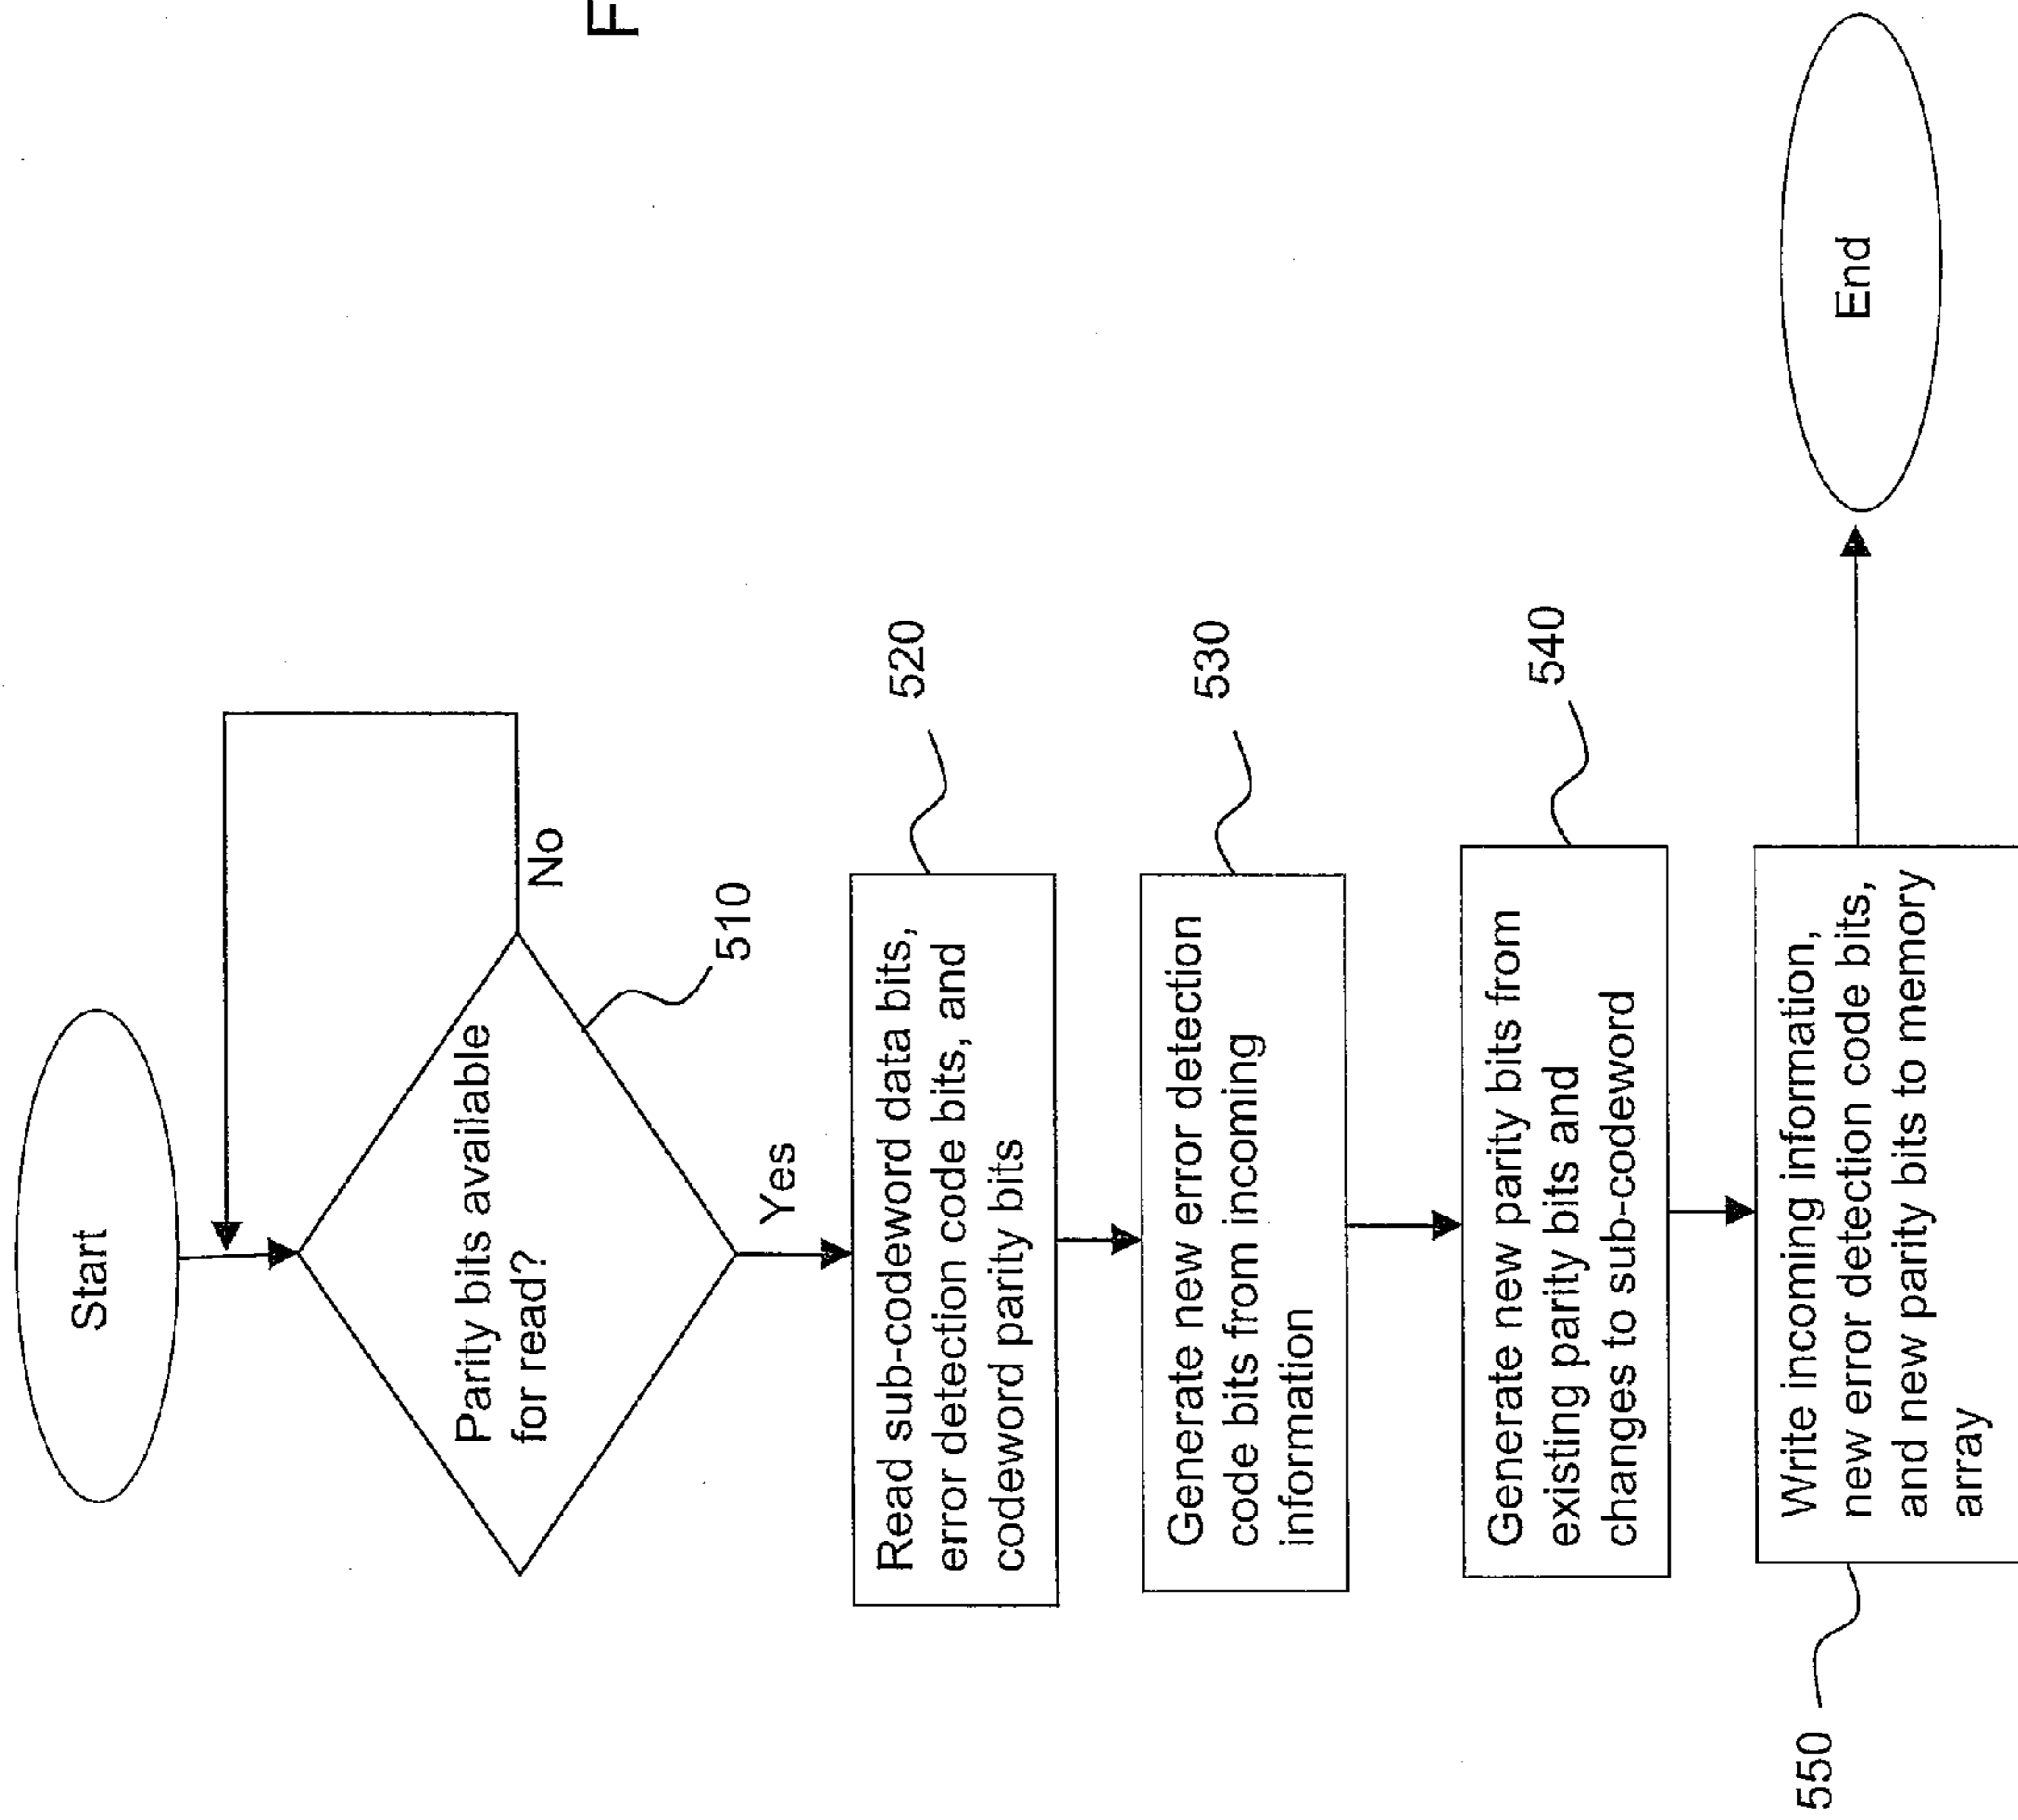 Start
Parity bits available
for read?
No
510
Yes
Read sub-codeword data bits,
error detection code bits, and
codeword parity bits
520
Generate new error detection
code bits from incoming
information
530
Generate new parity bits from
existing parity bits and
changes to sub-codeword
540
Write incoming information,
new error detection code bits,
and new parity bits to memory
array
550
End
F